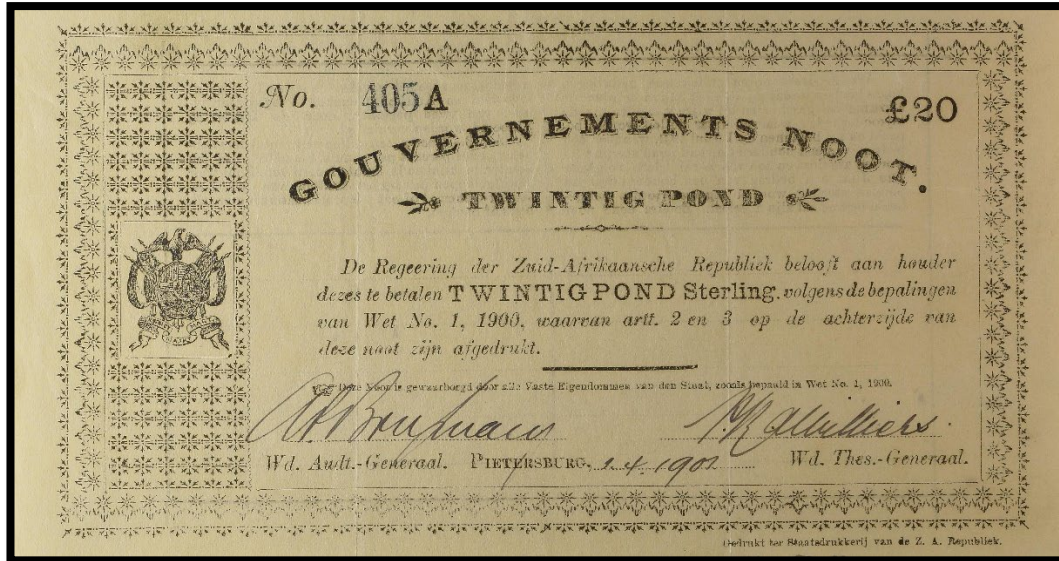 No. 405A £20
GOUVERNEMENTS NOOT.
TWINTIG POND
De Regeering der Zuid-Afrikaansche Republiek belooft aan houder
dezes te betalen TWINTIG POND Sterling, volgens de bepalingen
van Wet No. 1, 1900, waarvan artt. 2 en 3 op de achterzijde van
deze noot zijn afgedrukt.
Deze Noot is gewaarborgd door alle Vaste Eigendommen van den Staat, zooals bepaald in Wet No. 1, 1900.
Wd. Audt.-Generaal. PIETERSBURG, 1.4.1901 Wd. Thes.-Generaal.
Gedrukt ter Staatsdrukkerij van de Z. A. Republiek.